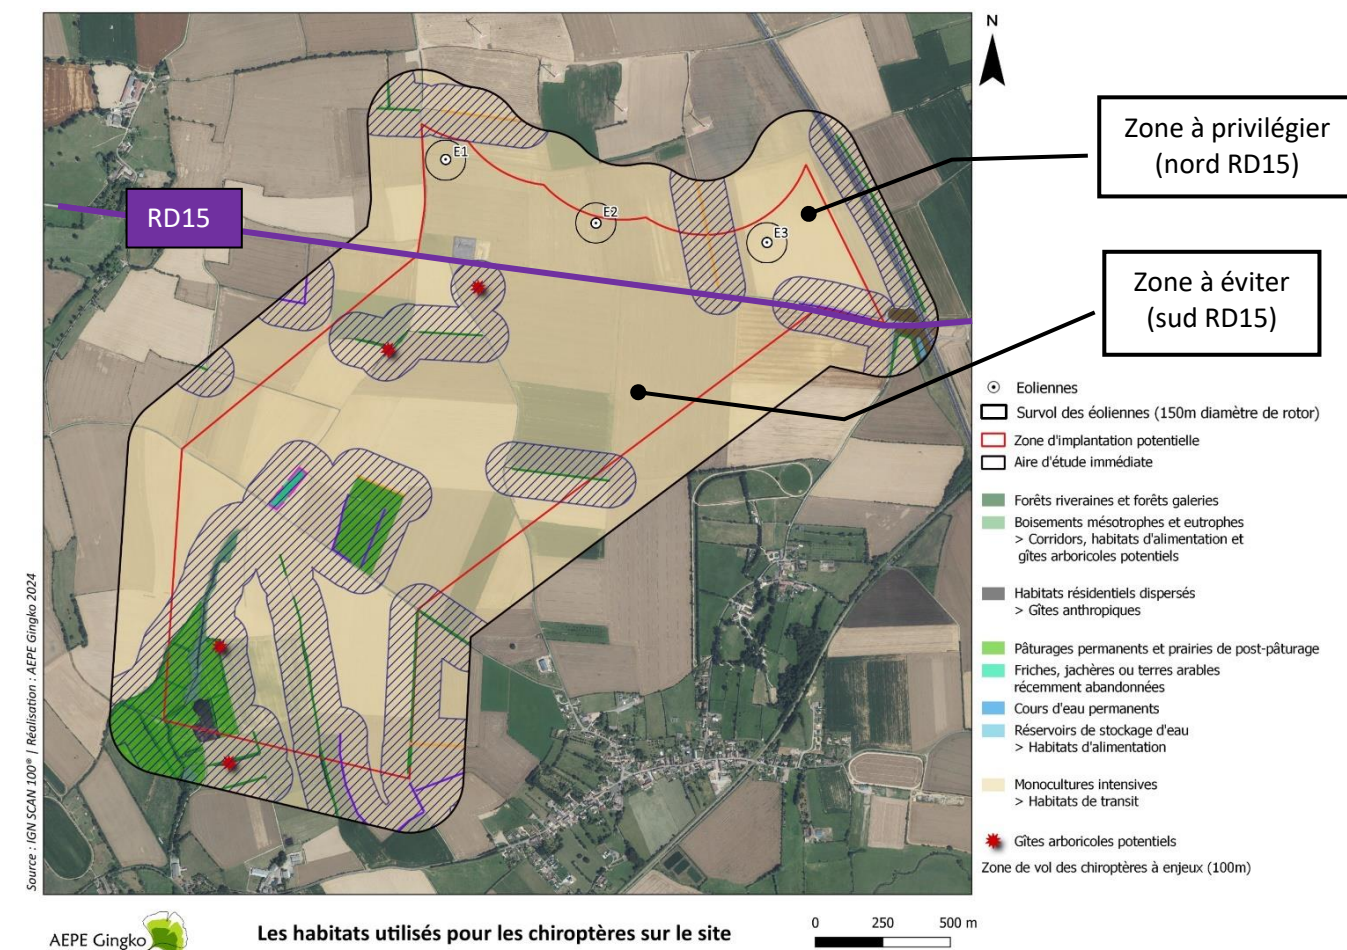 N
Zone à privilégier
(nord RD15)
E1
E2
RD15
E3
Zone à éviter
(sud RD15)
Eoliennes
Survol des éoliennes (150m diamètre de rotor)
Zone d'implantation potentielle
Aire d'étude immédiate
Forêts riveraines et forêts galeries
Boisements mésotrophes et eutrophes
> Corridors, habitats d'alimentation et
gîtes arboricoles potentiels
Habitats résidentiels dispersés
> Gîtes anthropiques
Pâturages permanents et prairies de post-pâturage
Friches, jachères ou terres arables
récemment abandonnées
Cours d'eau permanents
Réservoirs de stockage d'eau
> Habitats d'alimentation
Monocultures intensives
> Habitats de transit
Gîtes arboricoles potentiels
Zone de vol des chiroptères à enjeux (100m)
Source : IGN SCAN 100® | Réalisation : AEPE Gingko 2024
AEPE Gingko
Les habitats utilisés pour les chiroptères sur le site
0 250 500 m